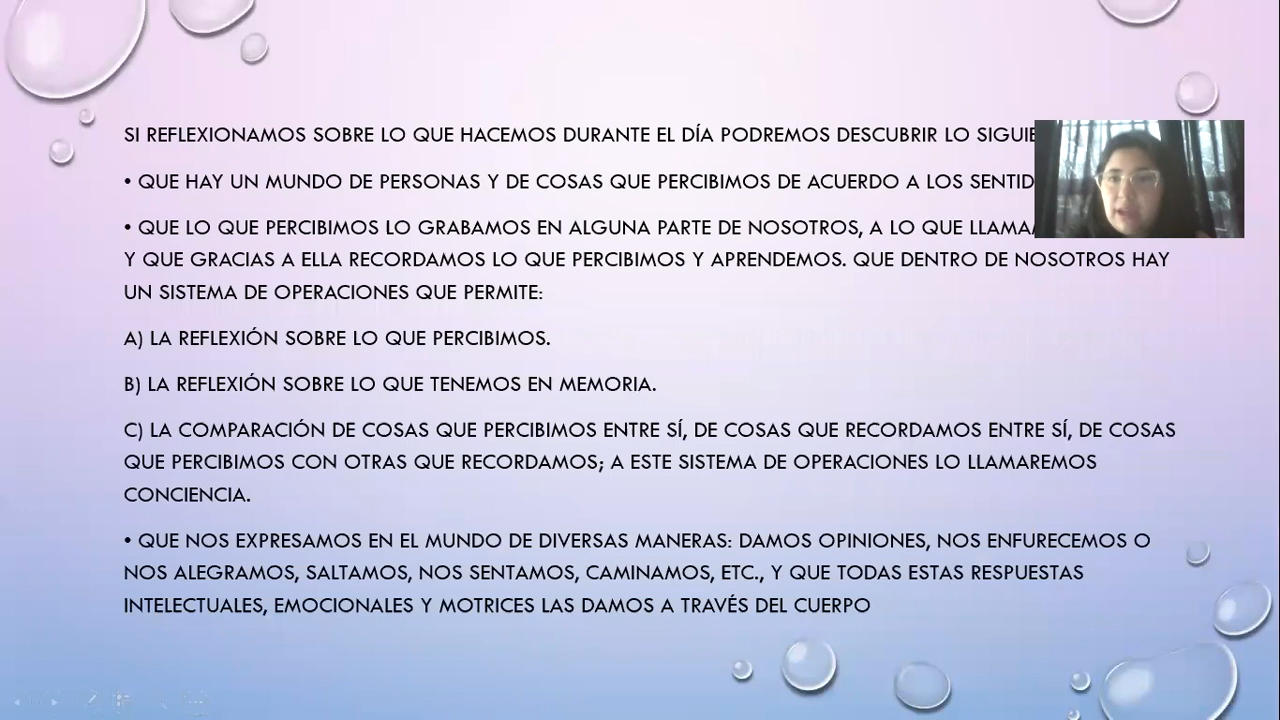 SI REFLEXIONAMOS SOBRE LO QUE HACEMOS DURANTE EL DÍA PODREMOS DESCUBRIR LO
• QUE HAY UN MUNDO DE PERSONAS Y DE COSAS QUE PERCIBIMOS DE ACUERDO A LOS
• QUE LO QUE PERCIBIMOS LO GRABAMOS EN ALGUNA PARTE DE NOSOTROS, A LO QUE
Y QUE GRACIAS A ELLA RECORDAMOS LO QUE PERCIBIMOS Y APRENDEMOS. QUE DENTRO DE NOSOTROS HAY
UN SISTEMA DE OPERACIONES QUE PERMITE:
A) LA REFLEXIÓN SOBRE LO QUE PERCIBIMOS.
B) LA REFLEXIÓN SOBRE LO QUE TENEMOS EN MEMORIA.
C) LA COMPARACIÓN DE COSAS QUE PERCIBIMOS ENTRE SÍ, DE COSAS QUE RECORDAMOS ENTRE SÍ, DE COSAS
QUE PERCIBIMOS CON OTRAS QUE RECORDAMOS; A ESTE SISTEMA DE OPERACIONES LO LLAMAREMOS
CONCIENCIA.
• QUE NOS EXPRESAMOS EN EL MUNDO DE DIVERSAS MANERAS: DAMOS OPINIONES, NOS ENFURECEMOS O
NOS ALEGRAMOS, SALTAMOS, NOS SENTAMOS, CAMINAMOS, ETC., Y QUE TODAS ESTAS RESPUESTAS
INTELECTUALES, EMOCIONALES Y MOTRICES LAS DAMOS A TRAVÉS DEL CUERPO